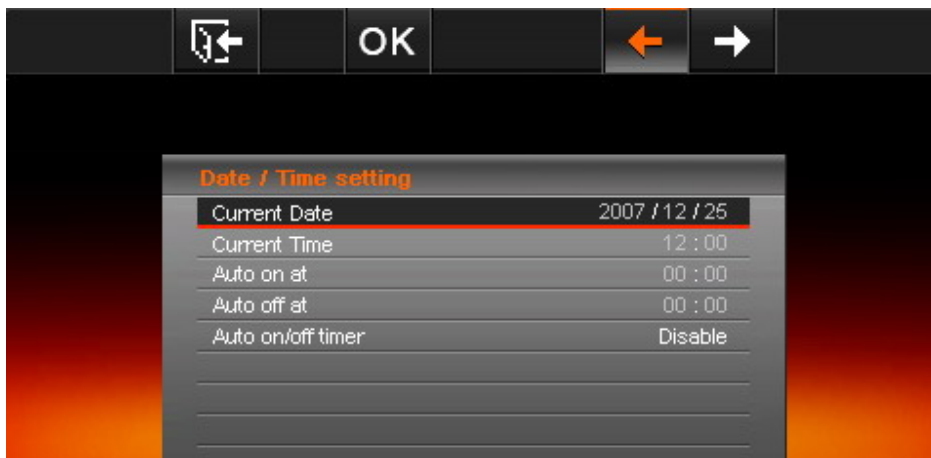 OK
Date / Time setting
Current Date 2007 / 12 / 25
Current Time 12 : 00
Auto on at 00 : 00
Auto off at 00 : 00
Auto on/off timer Disable